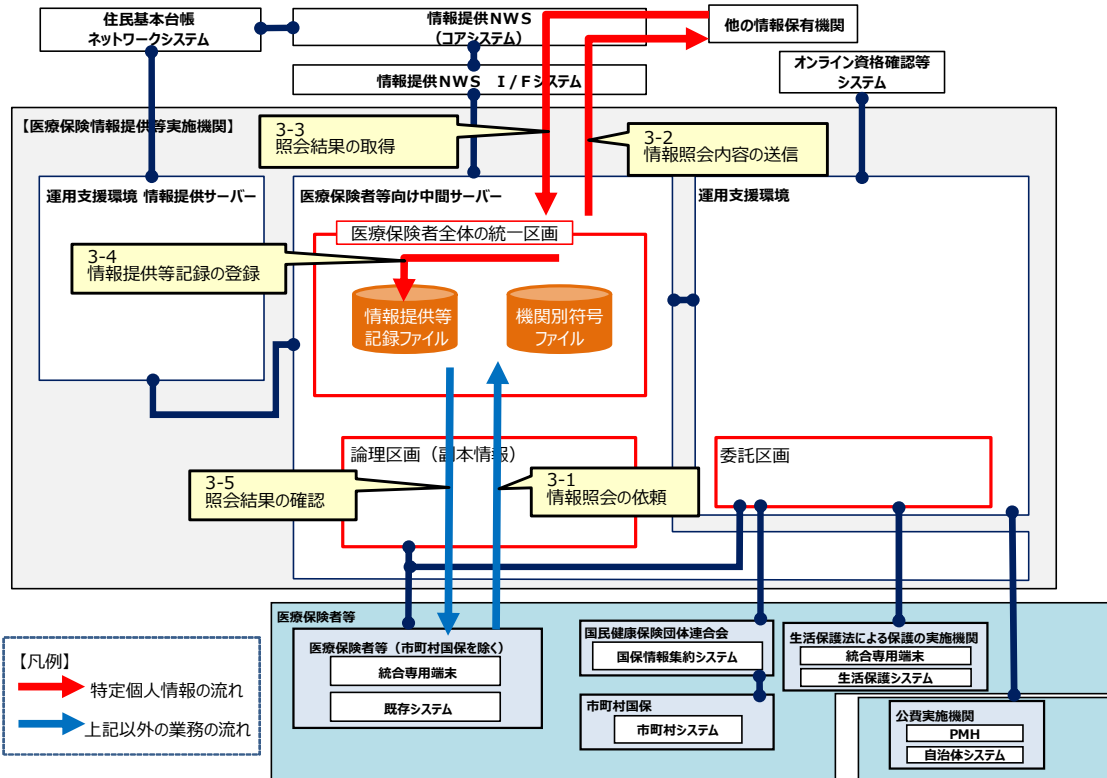 住民基本台帳
ネットワークシステム
情報提供NWS
（コアシステム）
他の情報保有機関
情報提供NWS　I／Fシステム
オンライン資格確認等
システム
【医療保険情報提供等実施機関】
3-3
照会結果の取得
3-2
情報照会内容の送信
運用支援環境 情報提供サーバー
医療保険者等向け中間サーバー
運用支援環境
医療保険者全体の統一区画
3-4
情報提供等記録の登録
情報提供等
記録ファイル
機関別符号
ファイル
論理区画（副本情報）
委託区画
3-5
照会結果の確認
3-1
情報照会の依頼
医療保険者等
医療保険者等（市町村国保を除く）
統合専用端末
既存システム
国民健康保険団体連合会
国保情報集約システム
市町村国保
市町村システム
生活保護法による保護の実施機関
統合専用端末
生活保護システム
公費実施機関
PMH
自治体システム
【凡例】
特定個人情報の流れ
上記以外の業務の流れ